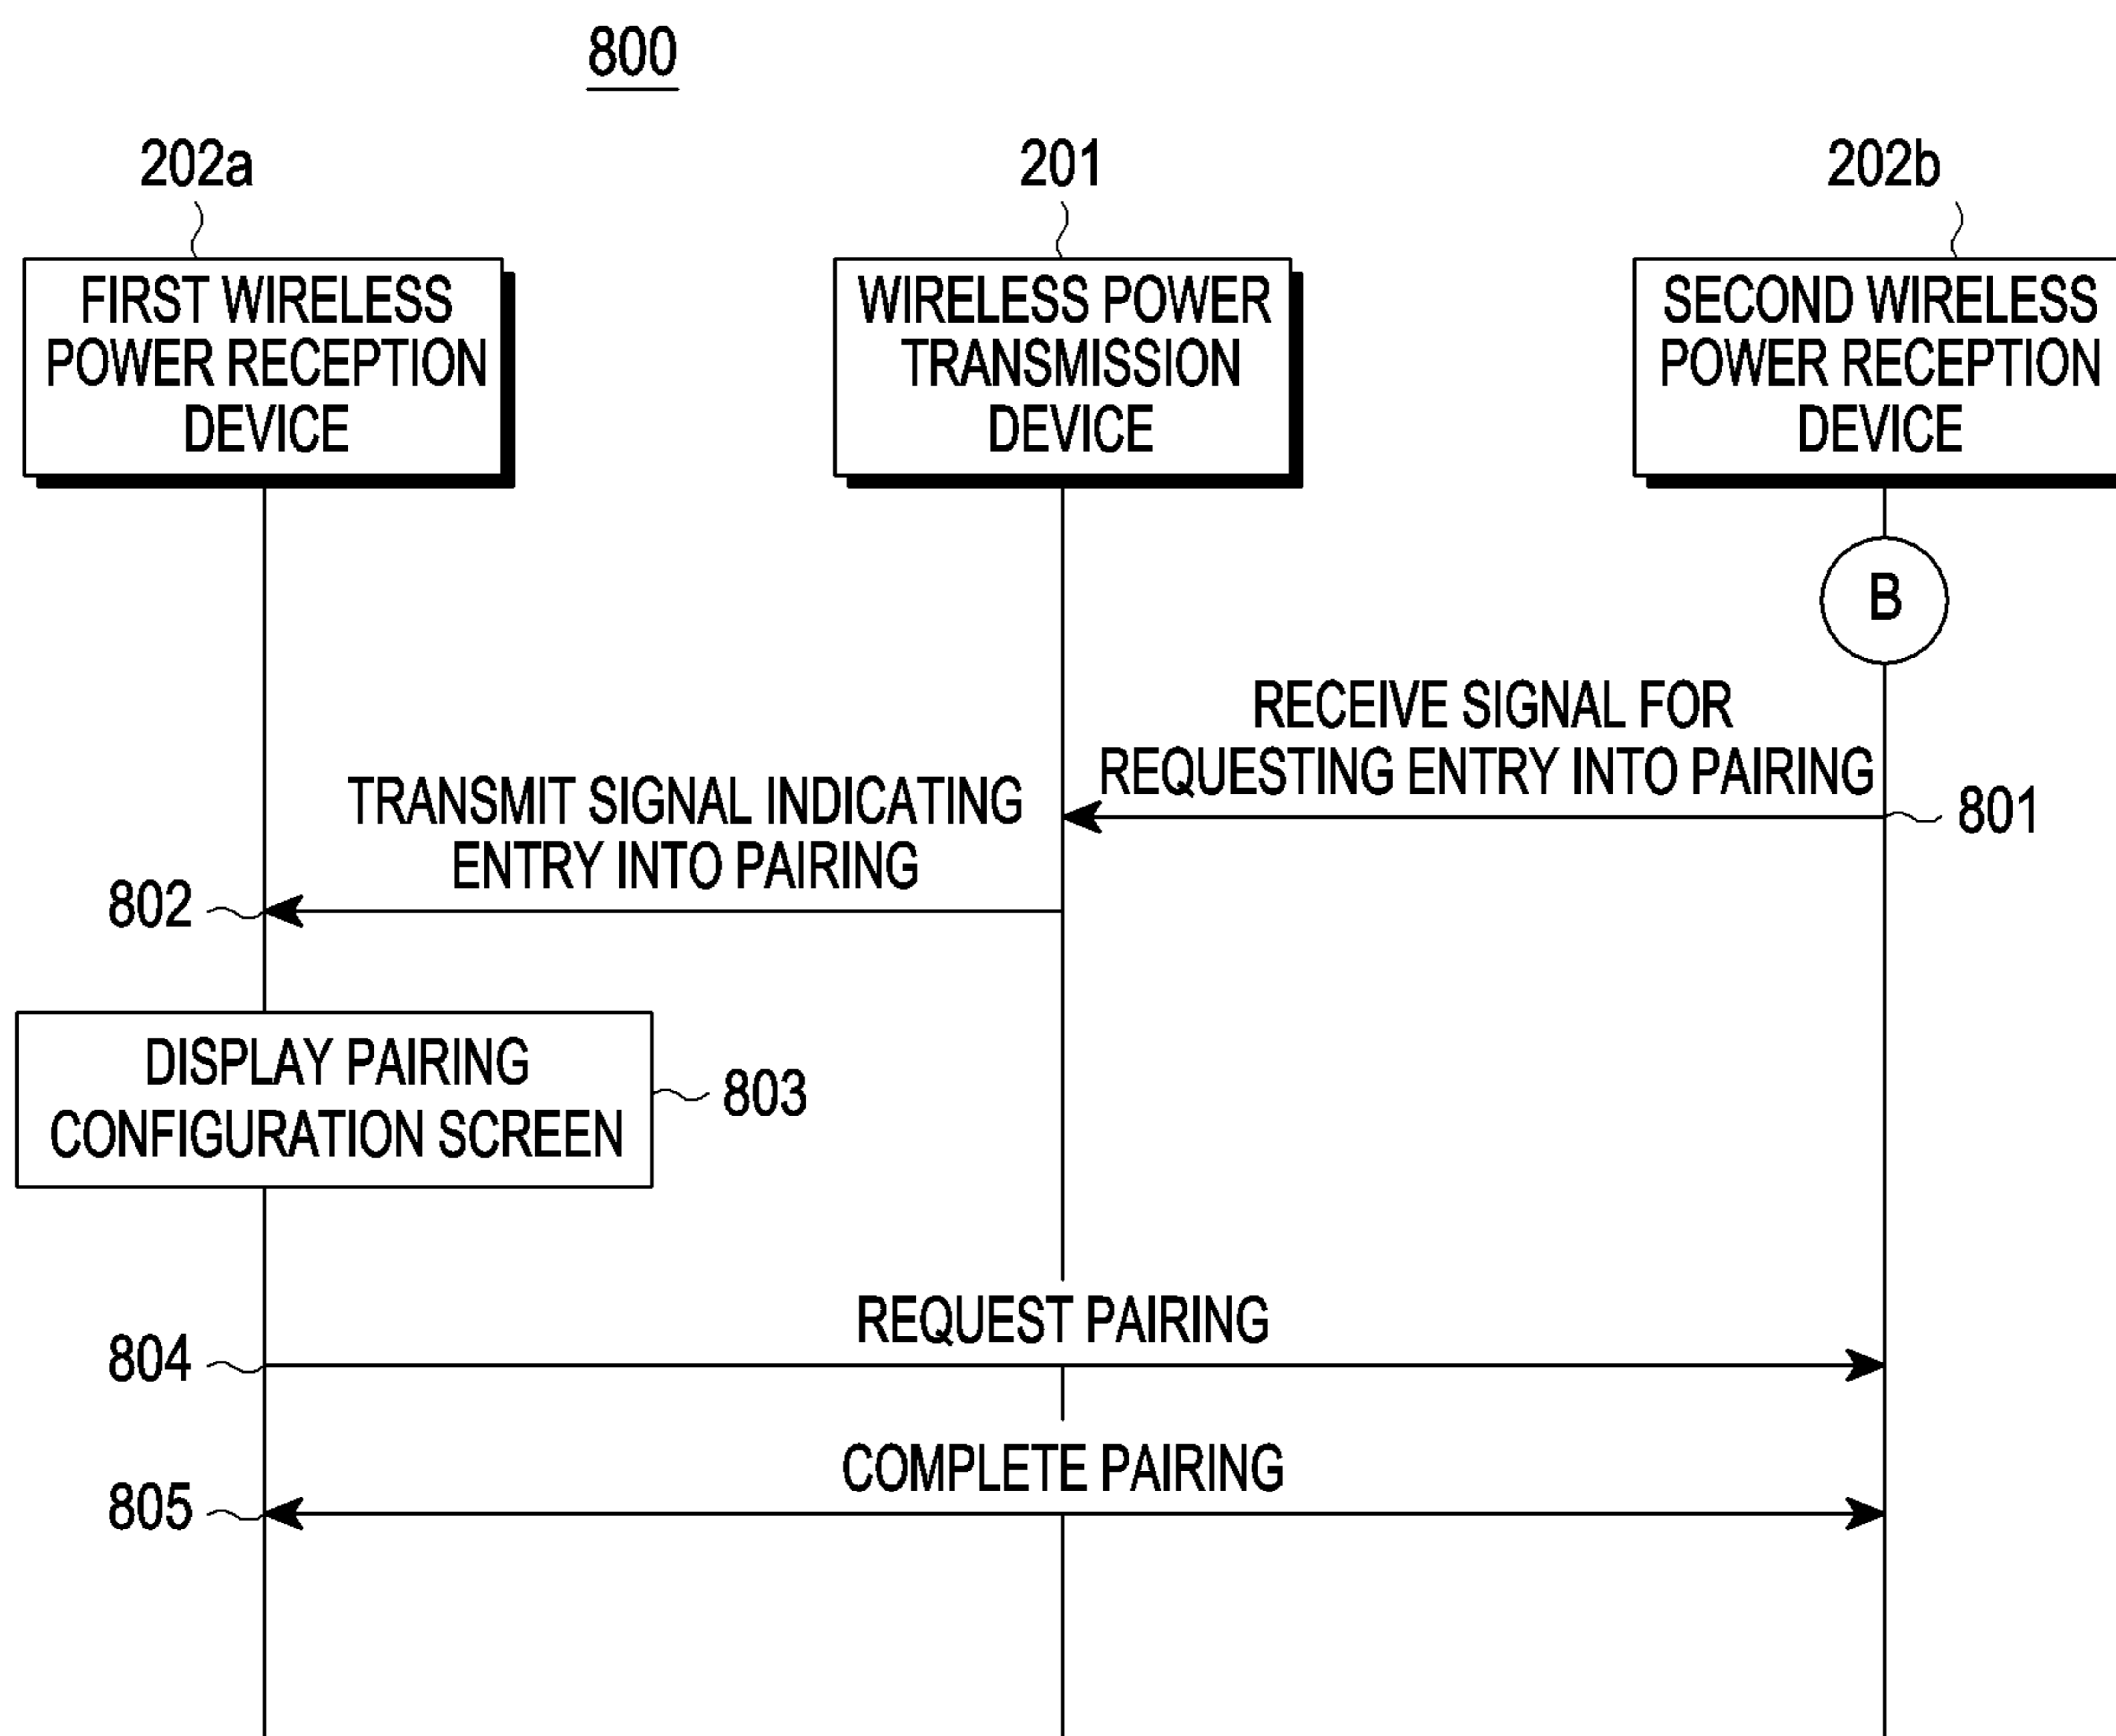 800
202a
201
202b
FIRST WIRELESS
POWER RECEPTION
DEVICE
WIRELESS POWER
TRANSMISSION
DEVICE
SECOND WIRELESS
POWER RECEPTION
DEVICE
B
RECEIVE SIGNAL FOR
REQUESTING ENTRY INTO PAIRING
801
TRANSMIT SIGNAL INDICATING
ENTRY INTO PAIRING
802
DISPLAY PAIRING
CONFIGURATION SCREEN
803
REQUEST PAIRING
804
COMPLETE PAIRING
805